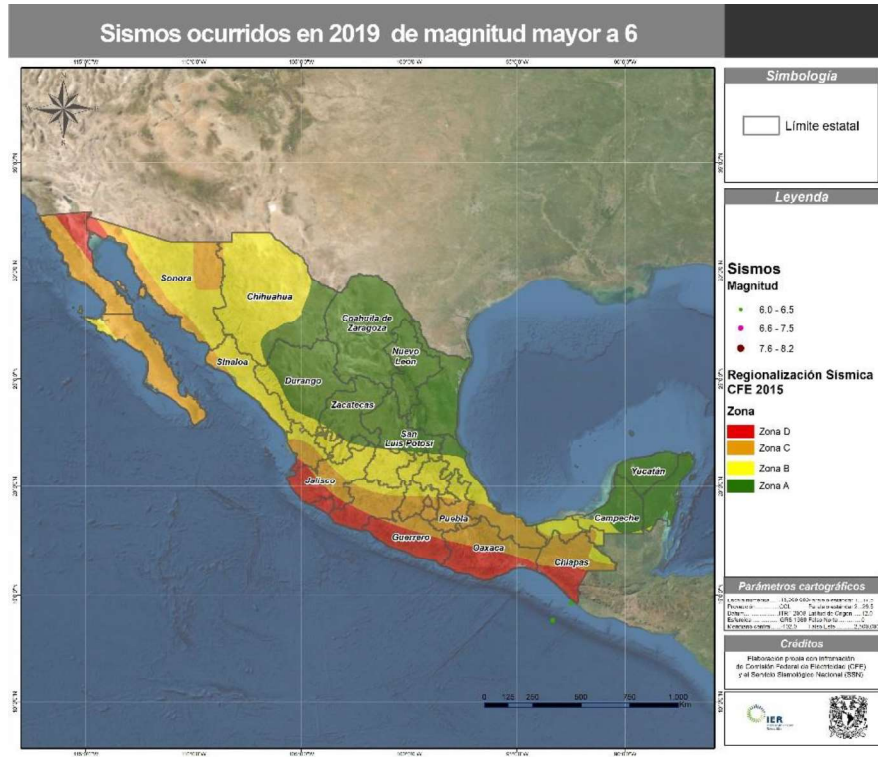 Sismos ocurridos en 2019 de magnitud mayor a 6
Simbología
Límite estatal
Leyenda
Sismos
Magnitud
6.0 - 6.5
6.6 - 7.5
7.6 - 8.2
Regionalización Sísmica
CFE 2015
Zona
Zona D
Zona C
Zona B
Zona A
Sonora
Chihuahua
Coahuila de
Zaragoza
Nuevo
León
Sinaloa
Durango
Zacatecas
San
Luis Potosí
Jalisco
Yucatán
Campeche
Puebla
Guerrero
Oaxaca
Chiapas
0 125 250 500 750 1,000
Km
Parámetros cartográficos
Créditos
Elaboración propia con información
de Comisión Federal de Electricidad (CFE)
y el Servicio Sismológico Nacional (SSN)
IER